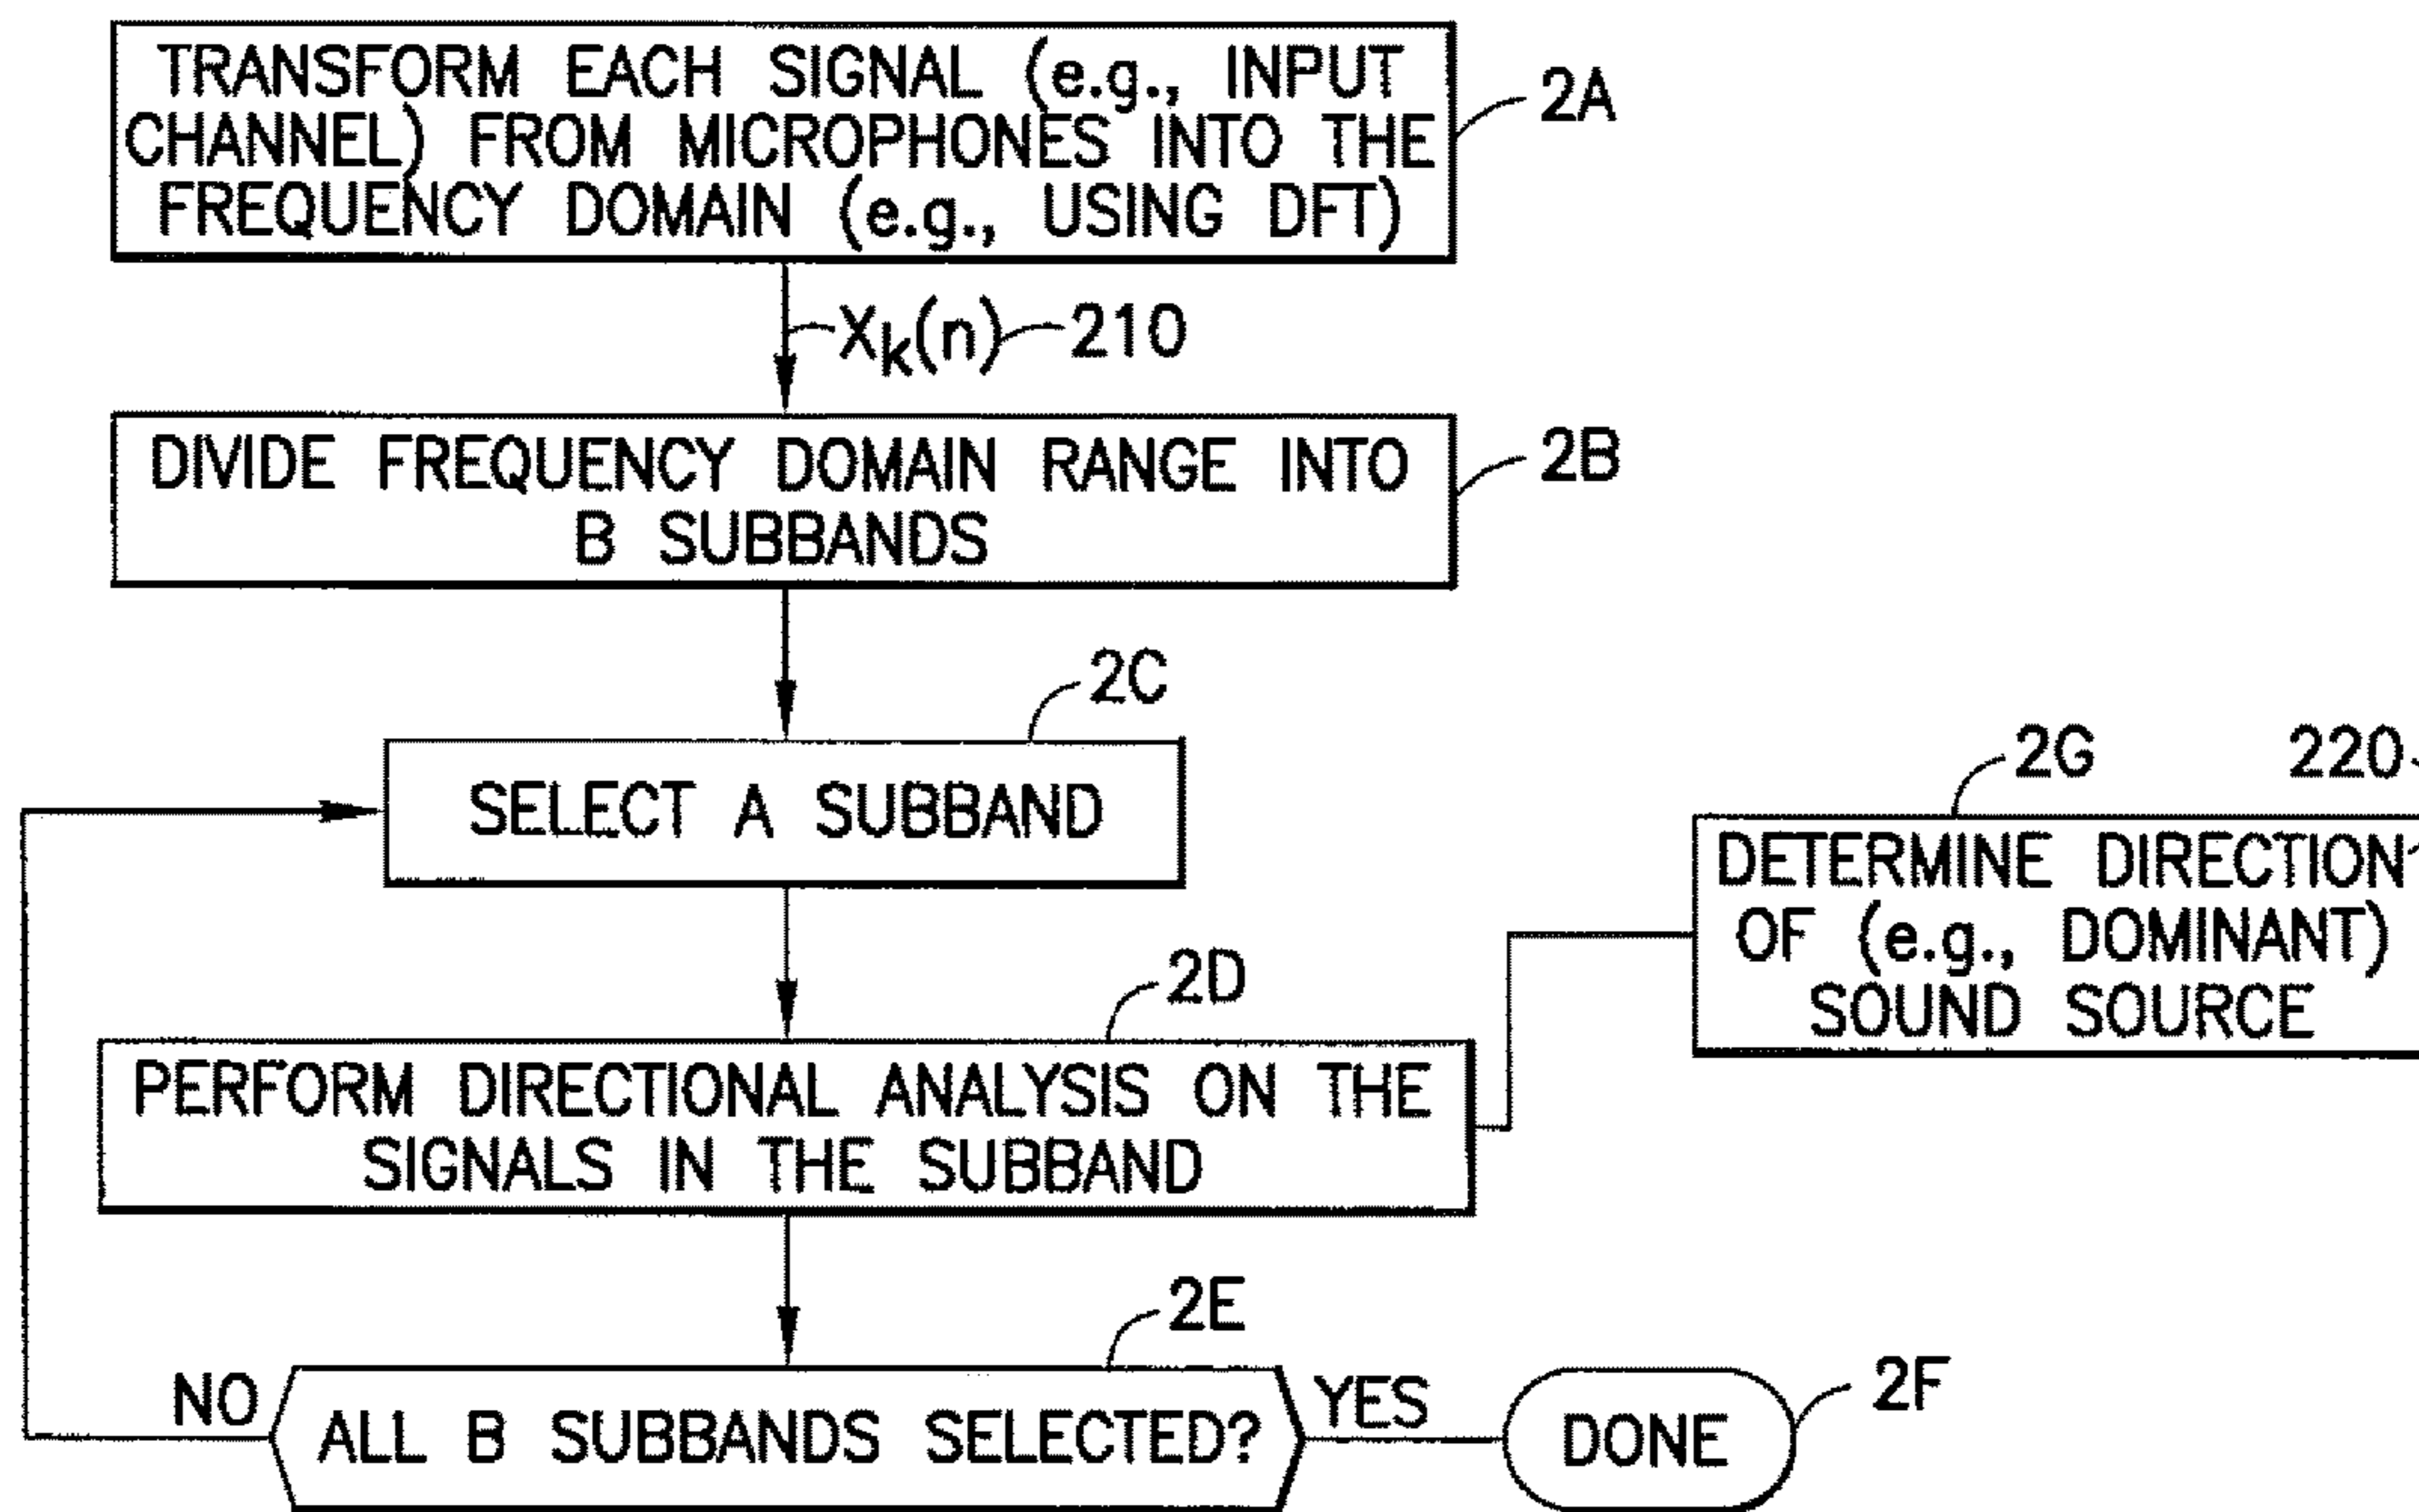 TRANSFORM EACH SIGNAL (e.g., INPUT
CHANNEL) FROM MICROPHONES INTO THE
FREQUENCY DOMAIN (e.g., USING DFT)
2A
Xk(n) 210
DIVIDE FREQUENCY DOMAIN RANGE INTO
B SUBBANDS
2B
2C
SELECT A SUBBAND
2D
PERFORM DIRECTIONAL ANALYSIS ON THE
SIGNALS IN THE SUBBAND
2G
220
DETERMINE DIRECTION
OF (e.g., DOMINANT)
SOUND SOURCE
2E
NO
ALL B SUBBANDS SELECTED?
YES
DONE
2F